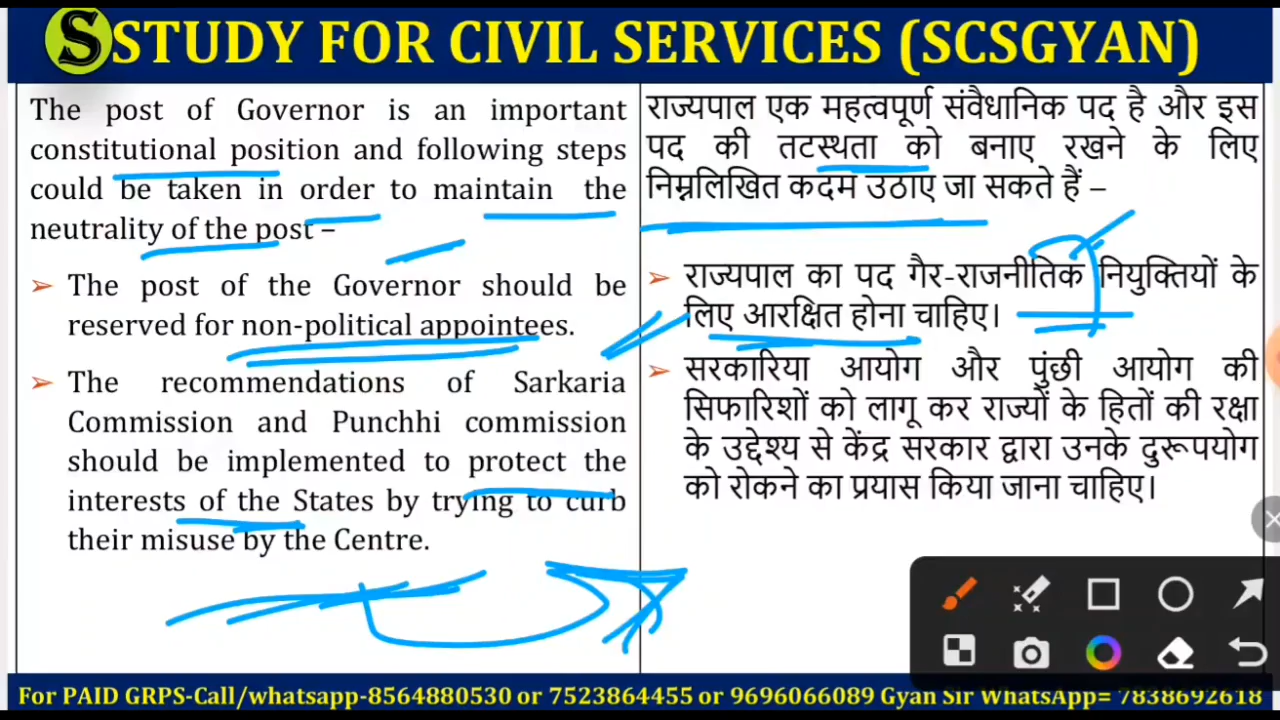 S STUDY FOR CIVIL SERVICES (SCSGYAN)
The post of Governor is an important
constitutional position and following steps
could be taken in order to maintain the
neutrality of the post –
➢ The post of the Governor should be
reserved for non-political appointees.
➢ The recommendations of Sarkaria
Commission and Punchhi commission
should be implemented to protect the
interests of the States by trying to curb
their misuse by the Centre.
राज्यपाल एक महत्वपूर्ण संवैधानिक पद है और इस
पद की तटस्थता को बनाए रखने के लिए
निम्नलिखित कदम उठाए जा सकते हैं –
➢ राज्यपाल का पद गैर-राजनीतिक नियुक्तियों के
लिए आरक्षित होना चाहिए।
➢ सरकारिया आयोग और पुंछी आयोग की
सिफारिशों को लागू कर राज्यों के हितों की रक्षा
के उद्देश्य से केंद्र सरकार द्वारा उनके दुरूपयोग
को रोकने का प्रयास किया जाना चाहिए।
For PAID GRPS-Call/whatsapp-8564880530 or 7523864455 or 9696066089 Gyan Sir WhatsApp= 7838692618